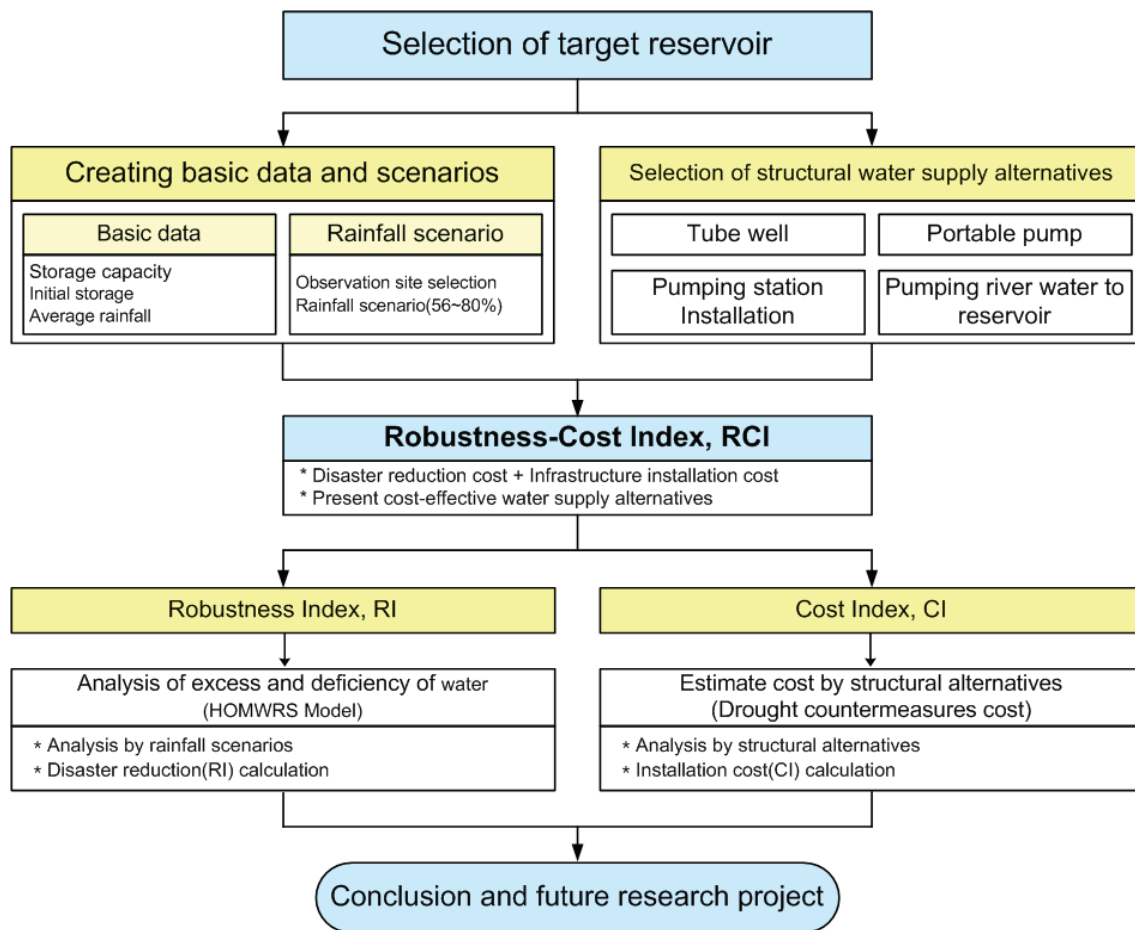 Selection of target reservoir
Creating basic data and scenarios
Basic data
Storage capacity
Initial storage
Average rainfall
Rainfall scenario
Observation site selection
Rainfall scenario(56~80%)
Selection of structural water supply alternatives
Tube well
Portable pump
Pumping station
Installation
Pumping river water to
reservoir
Robustness-Cost Index, RCI
* Disaster reduction cost + Infrastructure installation cost
* Present cost-effective water supply alternatives
Robustness Index, RI
Analysis of excess and deficiency of water
(HOMWRS Model)
* Analysis by rainfall scenarios
* Disaster reduction(RI) calculation
Cost Index, CI
Estimate cost by structural alternatives
(Drought countermeasures cost)
* Analysis by structural alternatives
* Installation cost(CI) calculation
Conclusion and future research project